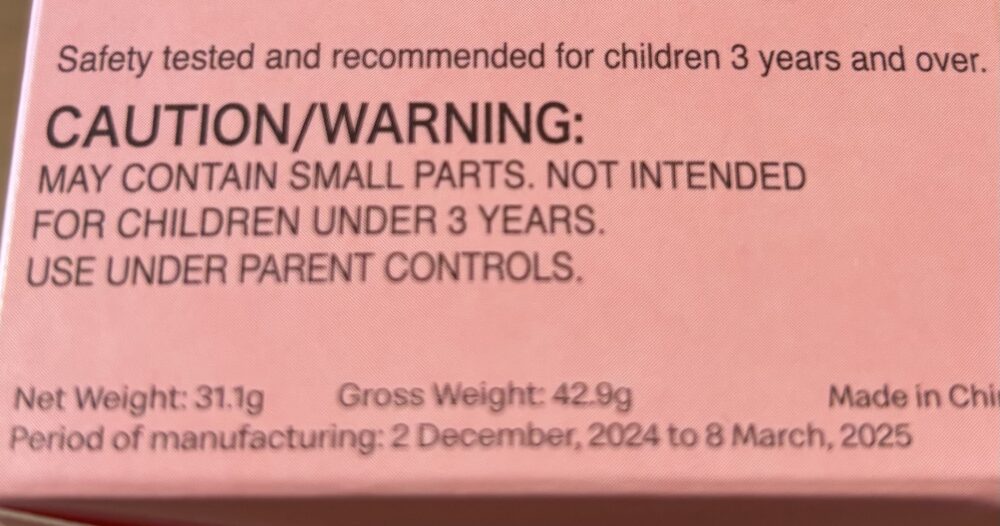 Safety tested and recommended for children 3 years and over.
CAUTION/WARNING:
MAY CONTAIN SMALL PARTS. NOT INTENDED
FOR CHILDREN UNDER 3 YEARS.
USE UNDER PARENT CONTROLS.
Net Weight: 31.1g Gross Weight: 42.9g Made in Chi
Period of manufacturing: 2 December, 2024 to 8 March, 2025